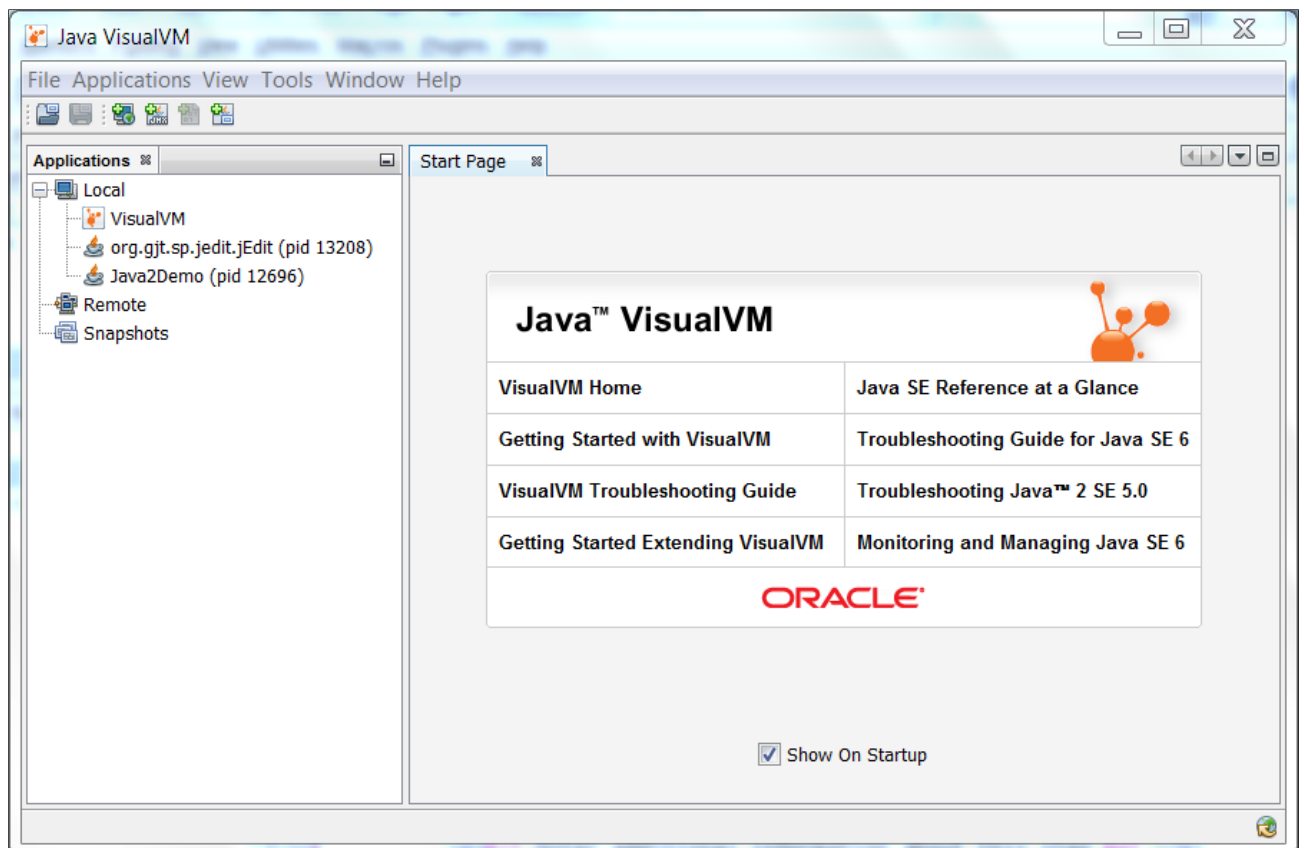 Java VisualVM
File Applications View Tools Window Help
Applications
Start Page
Local
VisualVM
org.gjt.sp.jedit.jEdit (pid 13208)
Java2Demo (pid 12696)
Remote
Snapshots
Java™ VisualVM
VisualVM Home
Java SE Reference at a Glance
Getting Started with VisualVM
Troubleshooting Guide for Java SE 6
VisualVM Troubleshooting Guide
Troubleshooting Java™ 2 SE 5.0
Getting Started Extending VisualVM
Monitoring and Managing Java SE 6
ORACLE
Show On Startup